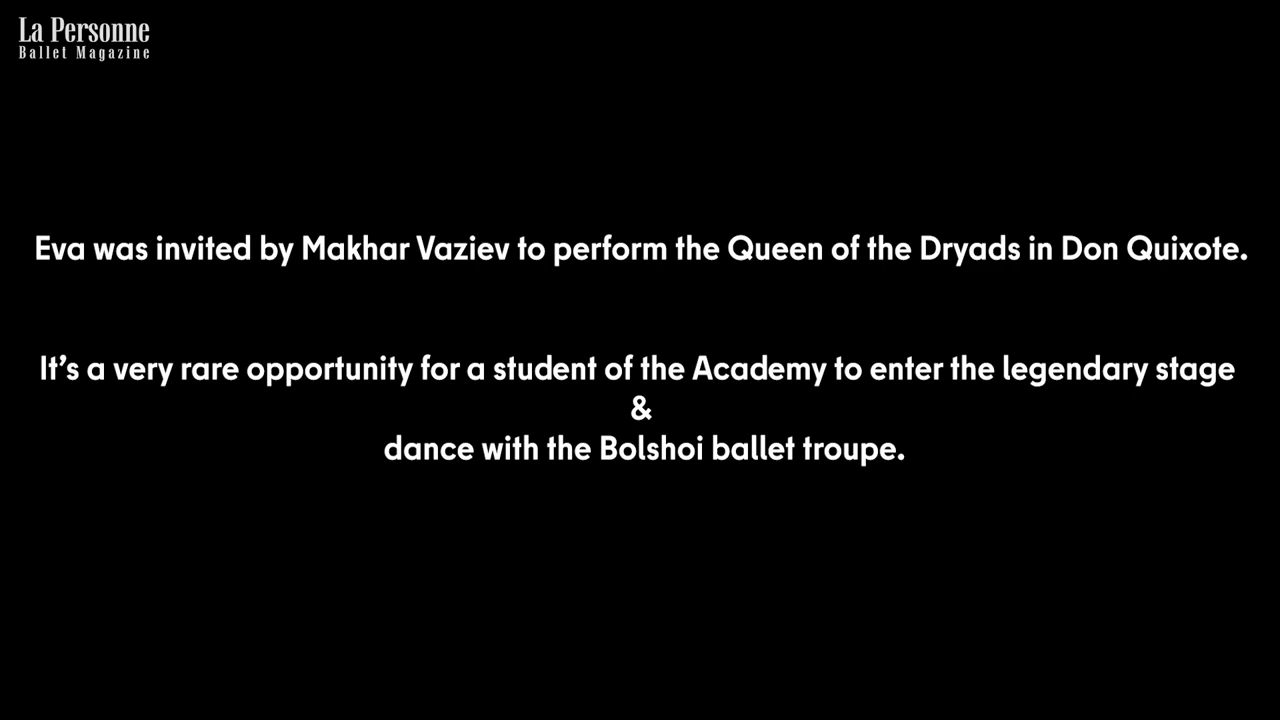 La Personne
Ballet Magazine
Eva was invited by Makhar Vaziev to perform the Queen of the Dryads in Don Quixote.
It’s a very rare opportunity for a student of the Academy to enter the legendary stage
&
dance with the Bolshoi ballet troupe.